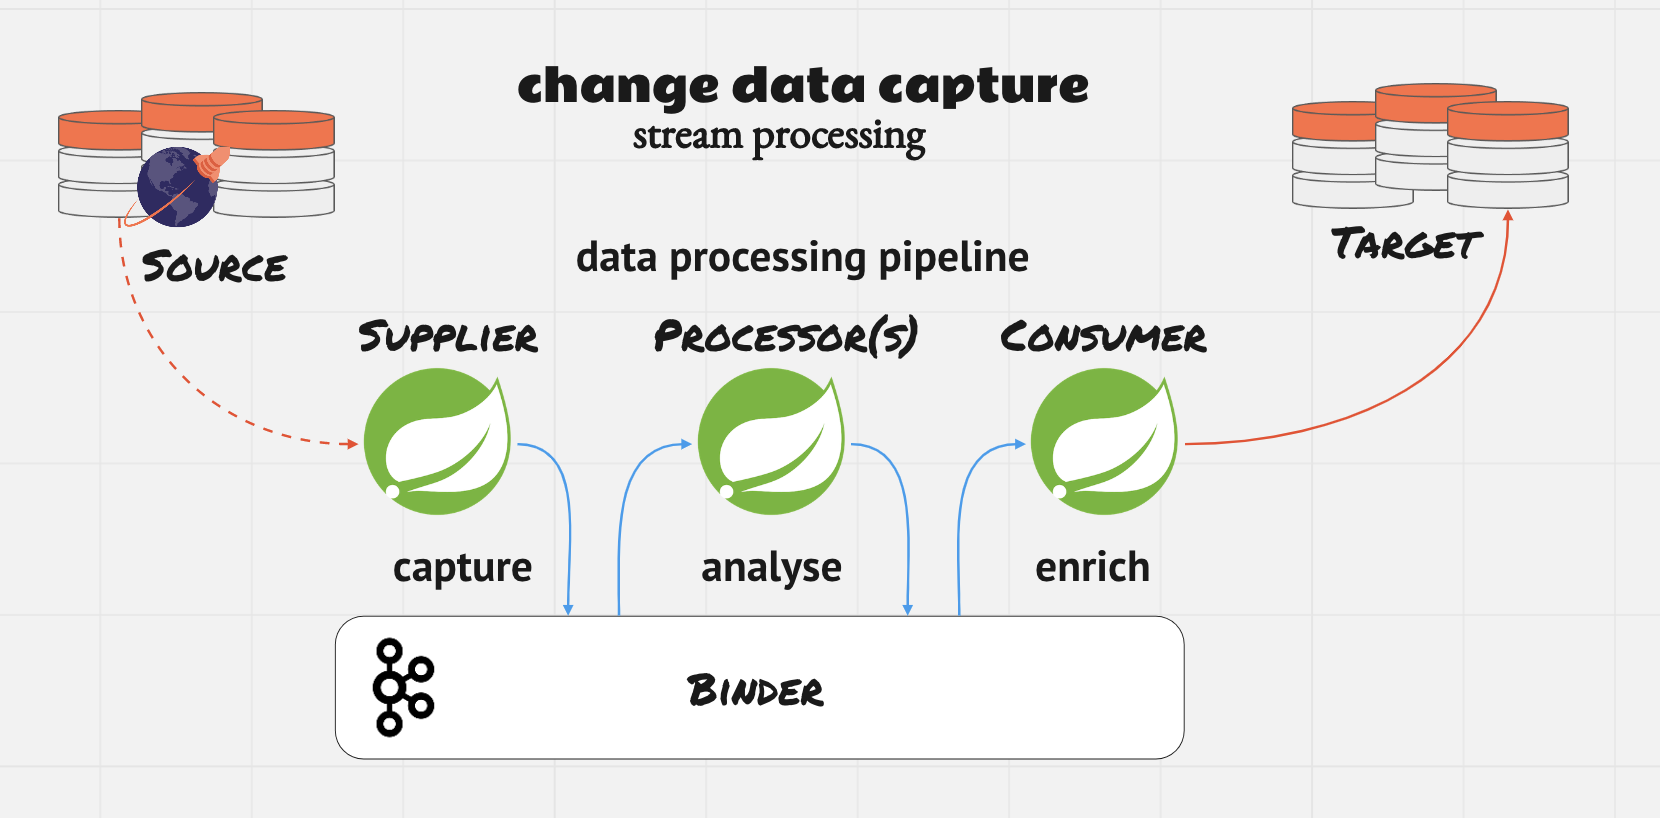 change data capture
stream processing
Source
Target
data processing pipeline
Supplier
Processor(s)
Consumer
capture
analyse
enrich
Binder